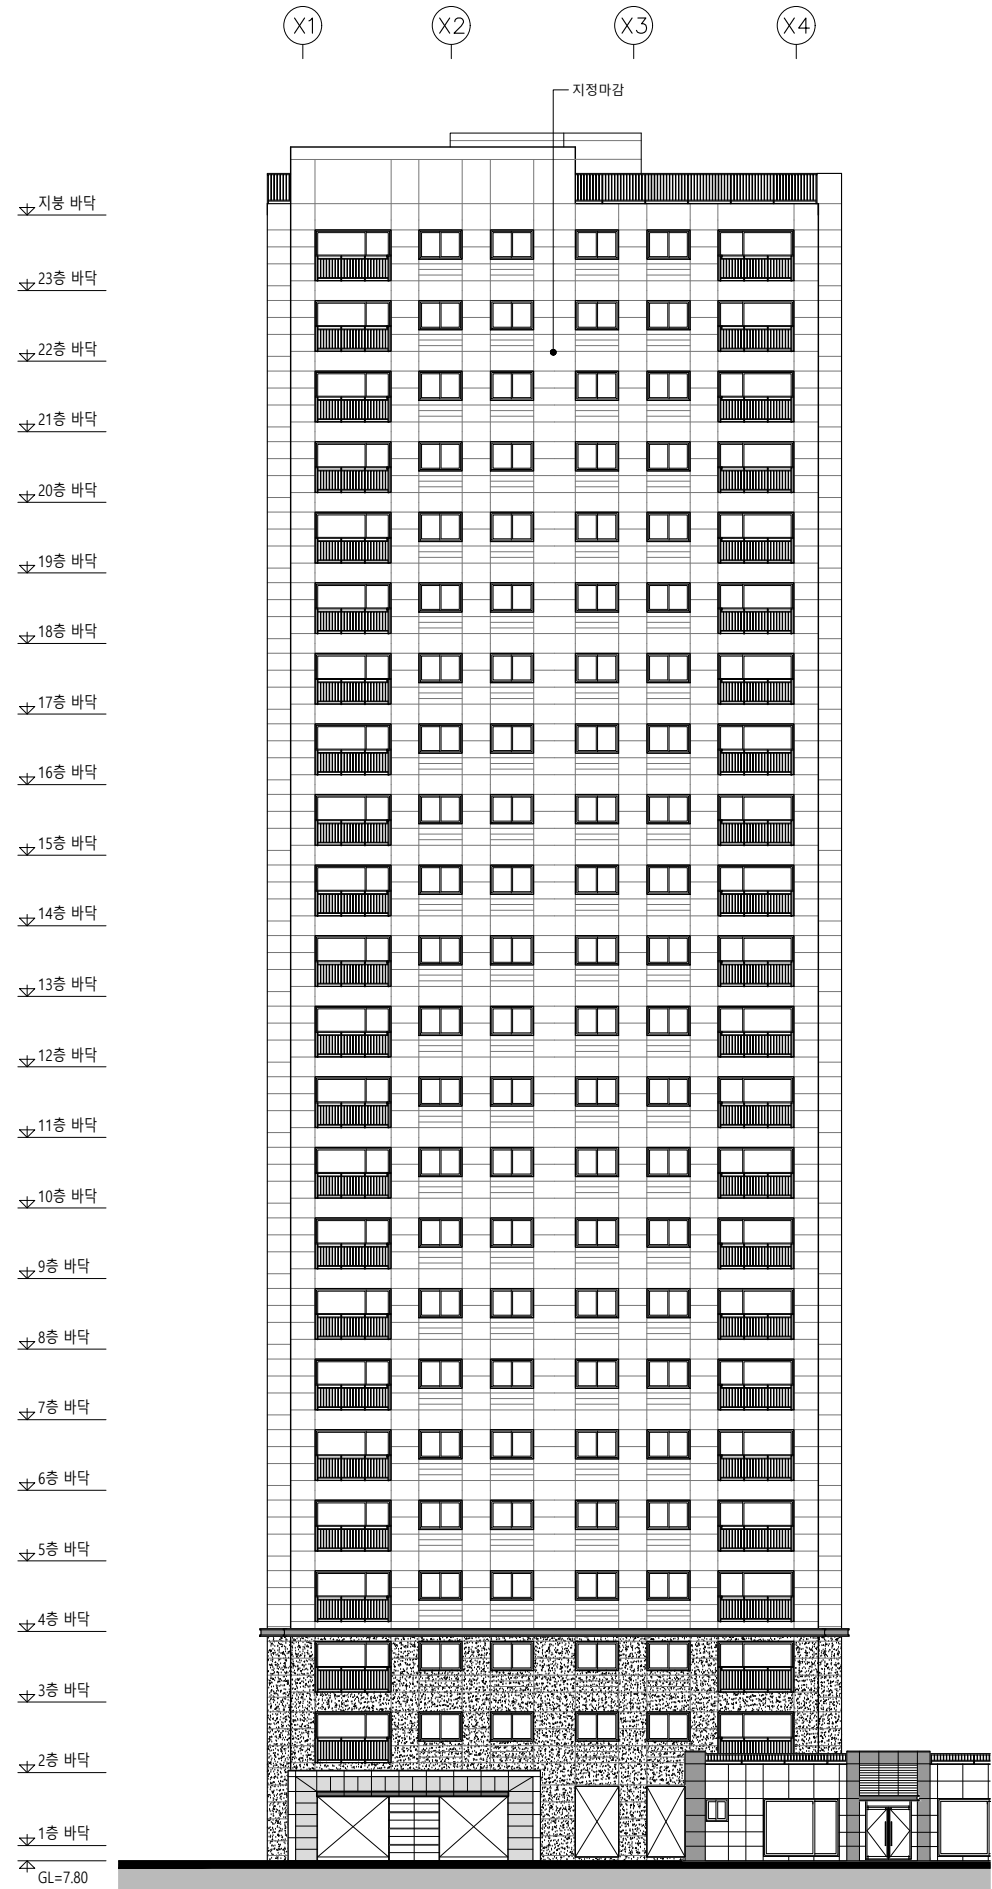 X1
X2
X3
X4
지정마감
지붕 바닥
23층 바닥
22층 바닥
21층 바닥
20층 바닥
19층 바닥
18층 바닥
17층 바닥
16층 바닥
15층 바닥
14층 바닥
13층 바닥
12층 바닥
11층 바닥
10층 바닥
9층 바닥
8층 바닥
7층 바닥
6층 바닥
5층 바닥
4층 바닥
3층 바닥
2층 바닥
1층 바닥
GL=7.80